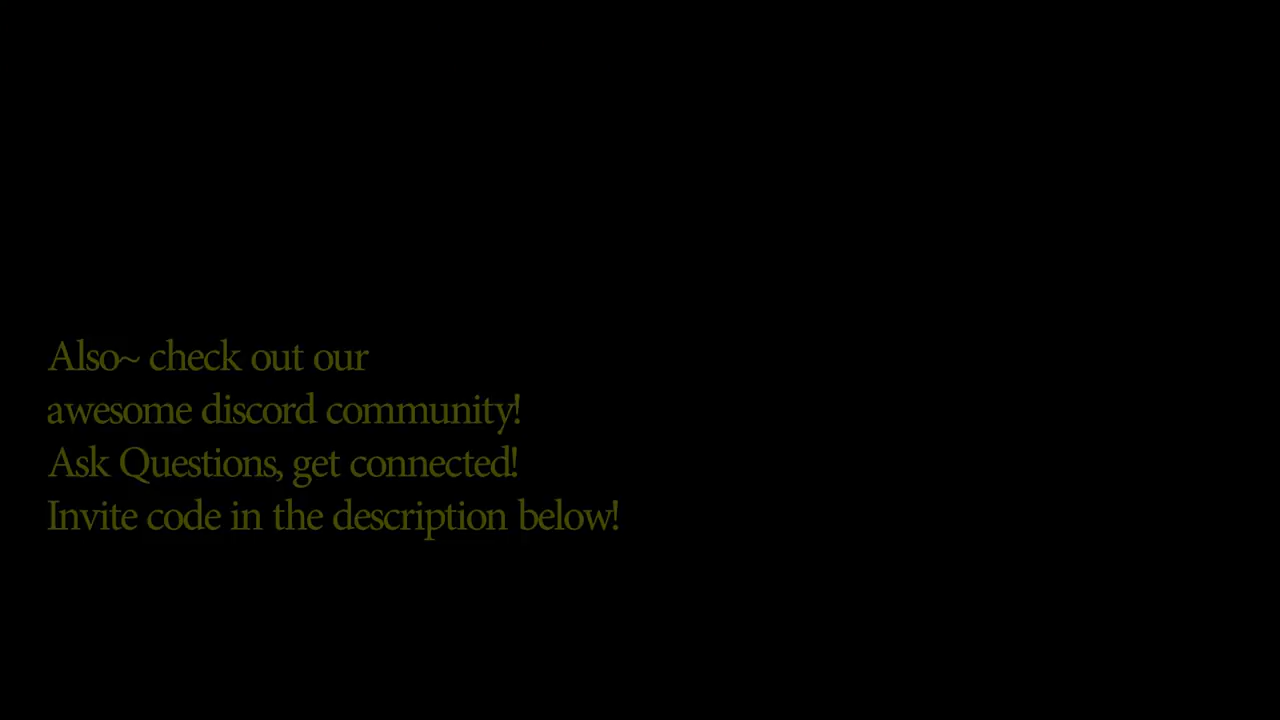 Also~ check out our
awesome discord community!
Ask Questions, get connected!
Invite code in the description below!